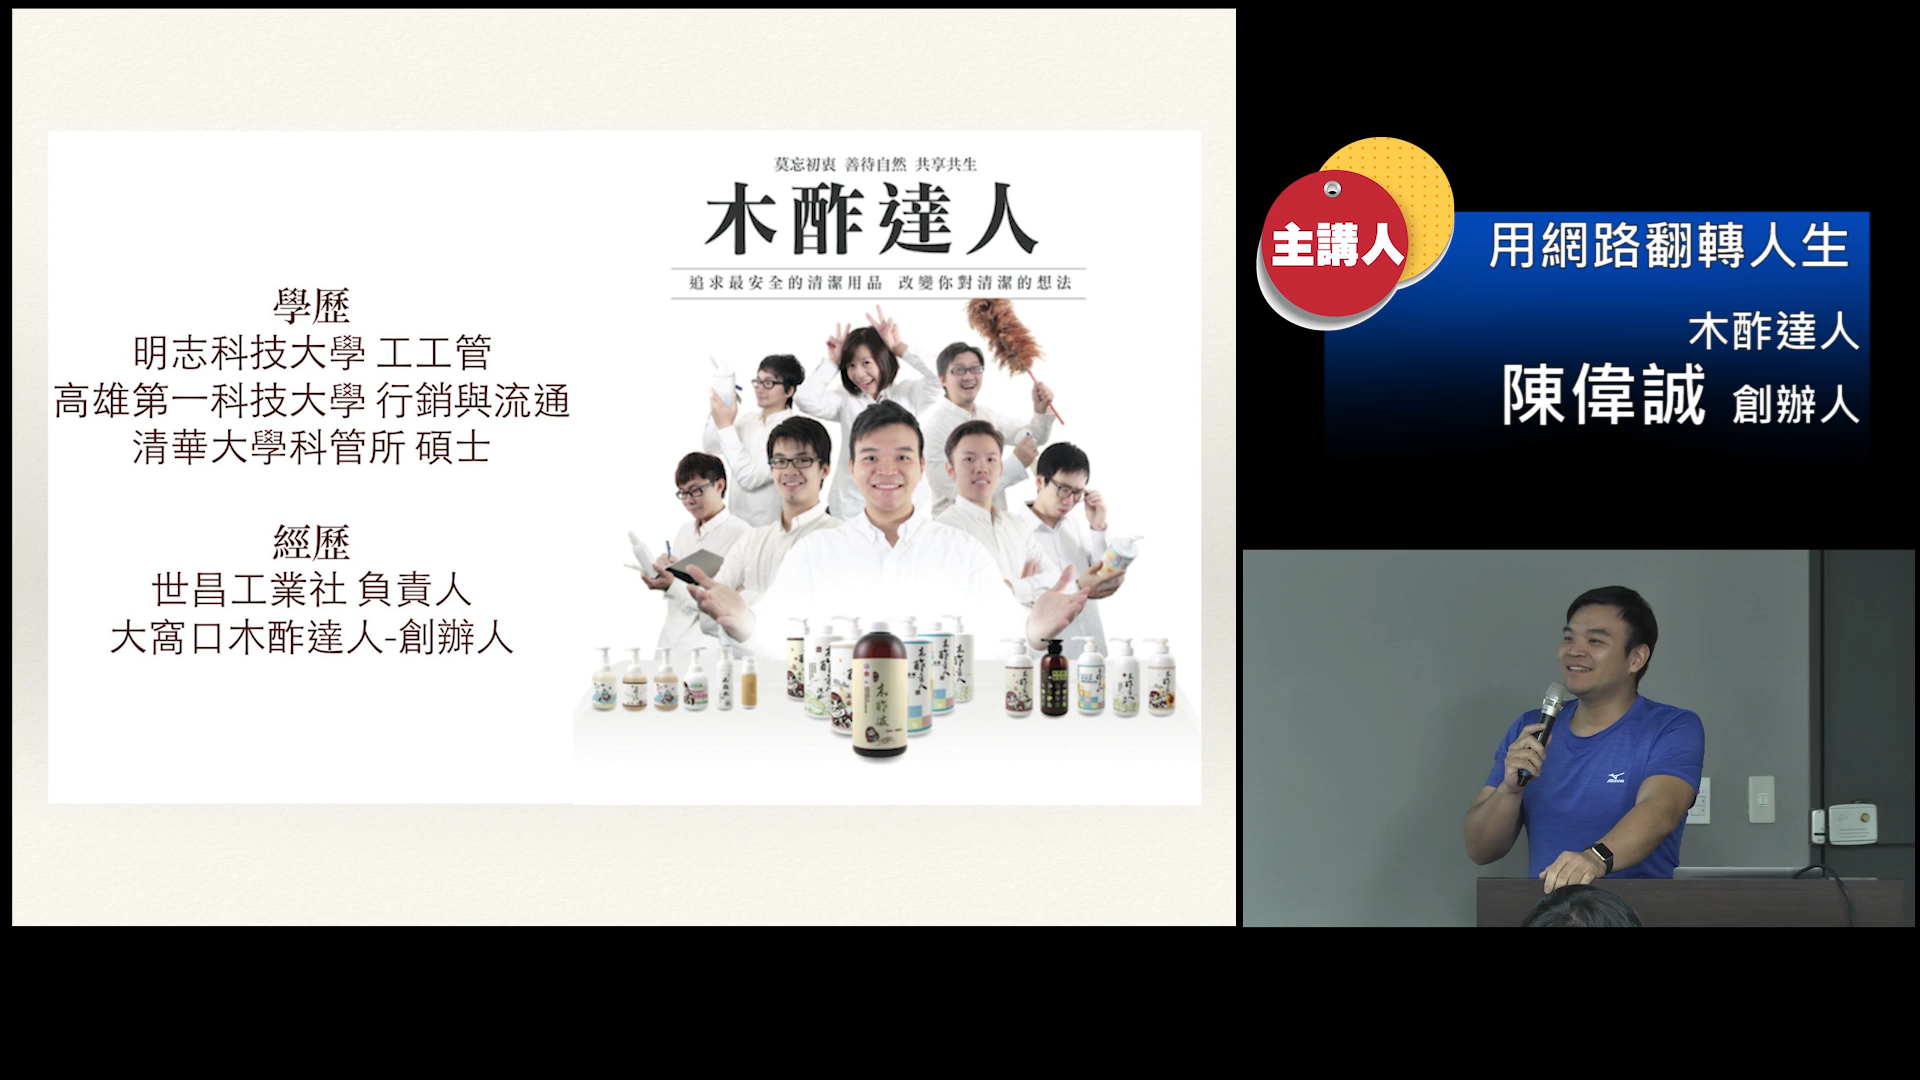 學歷
明志科技大學 工工管
高雄第一科技大學 行銷與流通
清華大學科管所 碩士
經歷
世昌工業社 負責人
大窩口木酢達人-創辦人
莫忘初衷 善待自然 共享共生
木酢達人
追求最安全的清潔用品 改變你對清潔的想法
木酢液
主講人
用網路翻轉人生
木酢達人
陳偉誠 創辦人